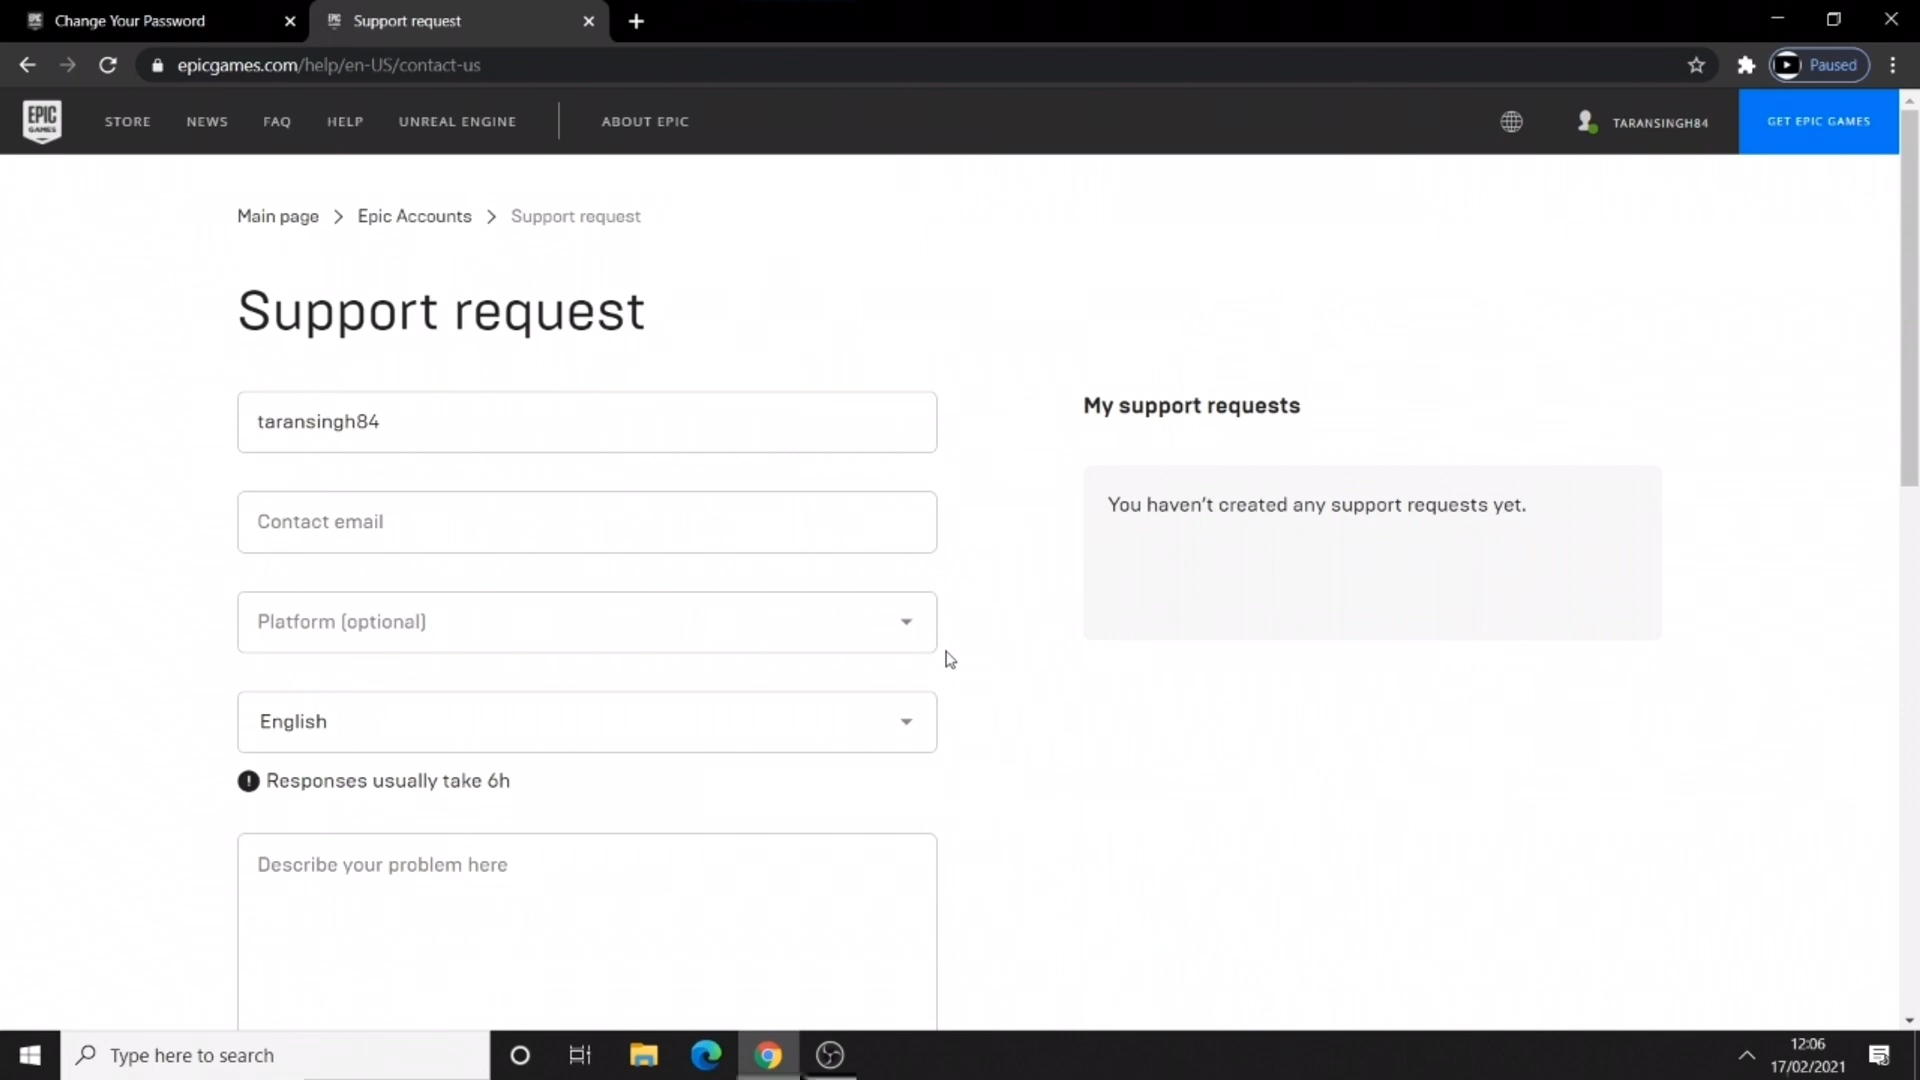 Change Your Password
Support request
epicgames.com/help/en-US/contact-us
Paused
EPIC GAMES
STORE
NEWS
FAQ
HELP
UNREAL ENGINE
ABOUT EPIC
TARANSINGH84
GET EPIC GAMES
Main page > Epic Accounts > Support request
Support request
taransingh84
My support requests
You haven't created any support requests yet.
Contact email
Platform (optional)
English
Responses usually take 6h
Describe your problem here
Type here to search
12:06
17/02/2021